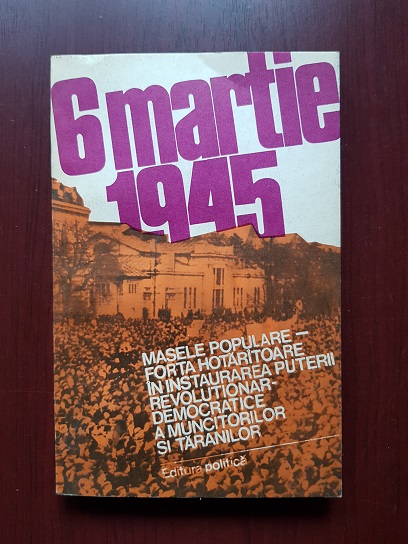 6 martie
1945
MASELE POPULARE —
FORȚA HOTĂRÎTOARE
ÎN INSTAURAREA PUTERII
REVOLUȚIONAR-
DEMOCRATICE
A MUNCITORILOR
ȘI ȚĂRANILOR
Editura politică